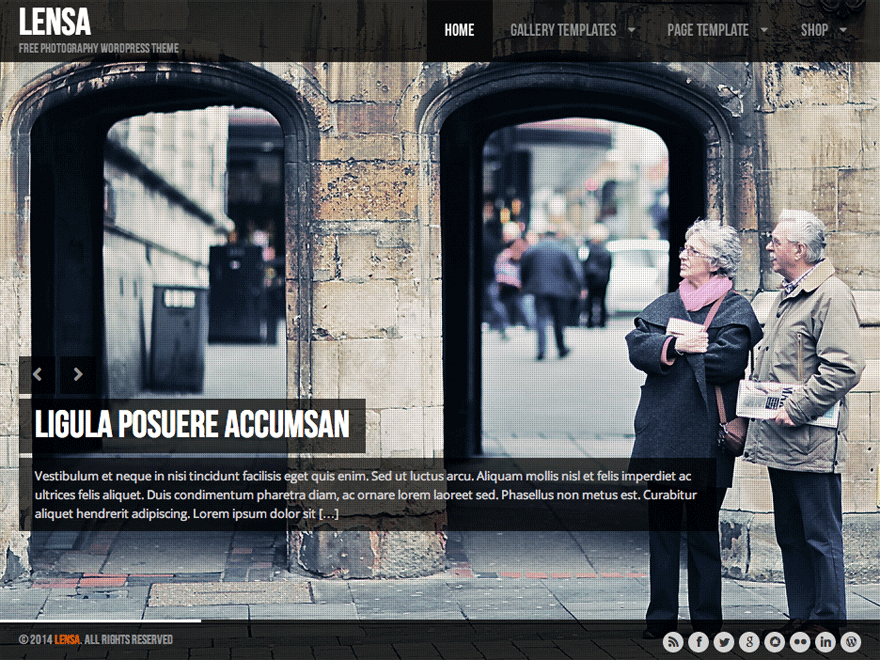 LENSA
FREE PHOTOGRAPHY WORDPRESS THEME
HOME GALLERY TEMPLATES PAGE TEMPLATE SHOP
LIGULA POSUERE ACCUMSAN
Vestibulum et neque in nisi tincidunt facilisis eget quis enim. Sed ut luctus arcu. Aliquam mollis nisl et felis imperdiet ac
ultrices felis aliquet. Duis condimentum pharetra diam, ac ornare lorem laoreet sed. Phasellus non metus est. Curabitur
aliquet hendrerit adipiscing. Lorem ipsum dolor sit [...]
© 2014 LENSA. ALL RIGHTS RESERVED